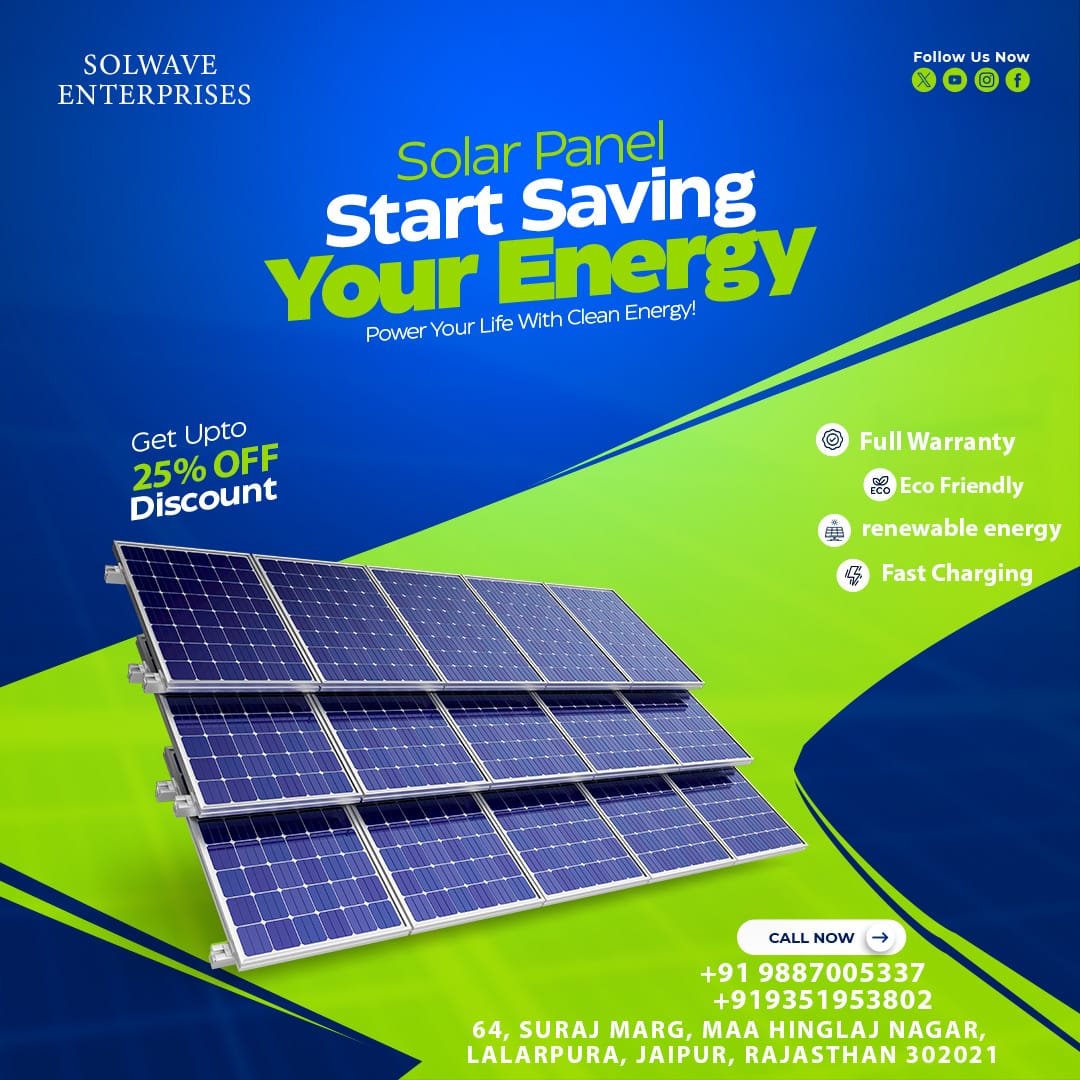 SOLWAVE
ENTERPRISES
Follow Us Now
Solar Panel
Start Saving
Your Energy
Power Your Life With Clean Energy!
Get Upto
25% OFF
Discount
Full Warranty
ECO
Eco Friendly
renewable energy
Fast Charging
CALL NOW
+91 9887005337
+919351953802
64, SURAJ MARG, MAA HINGLAJ NAGAR,
LALARPURA, JAIPUR, RAJASTHAN 302021